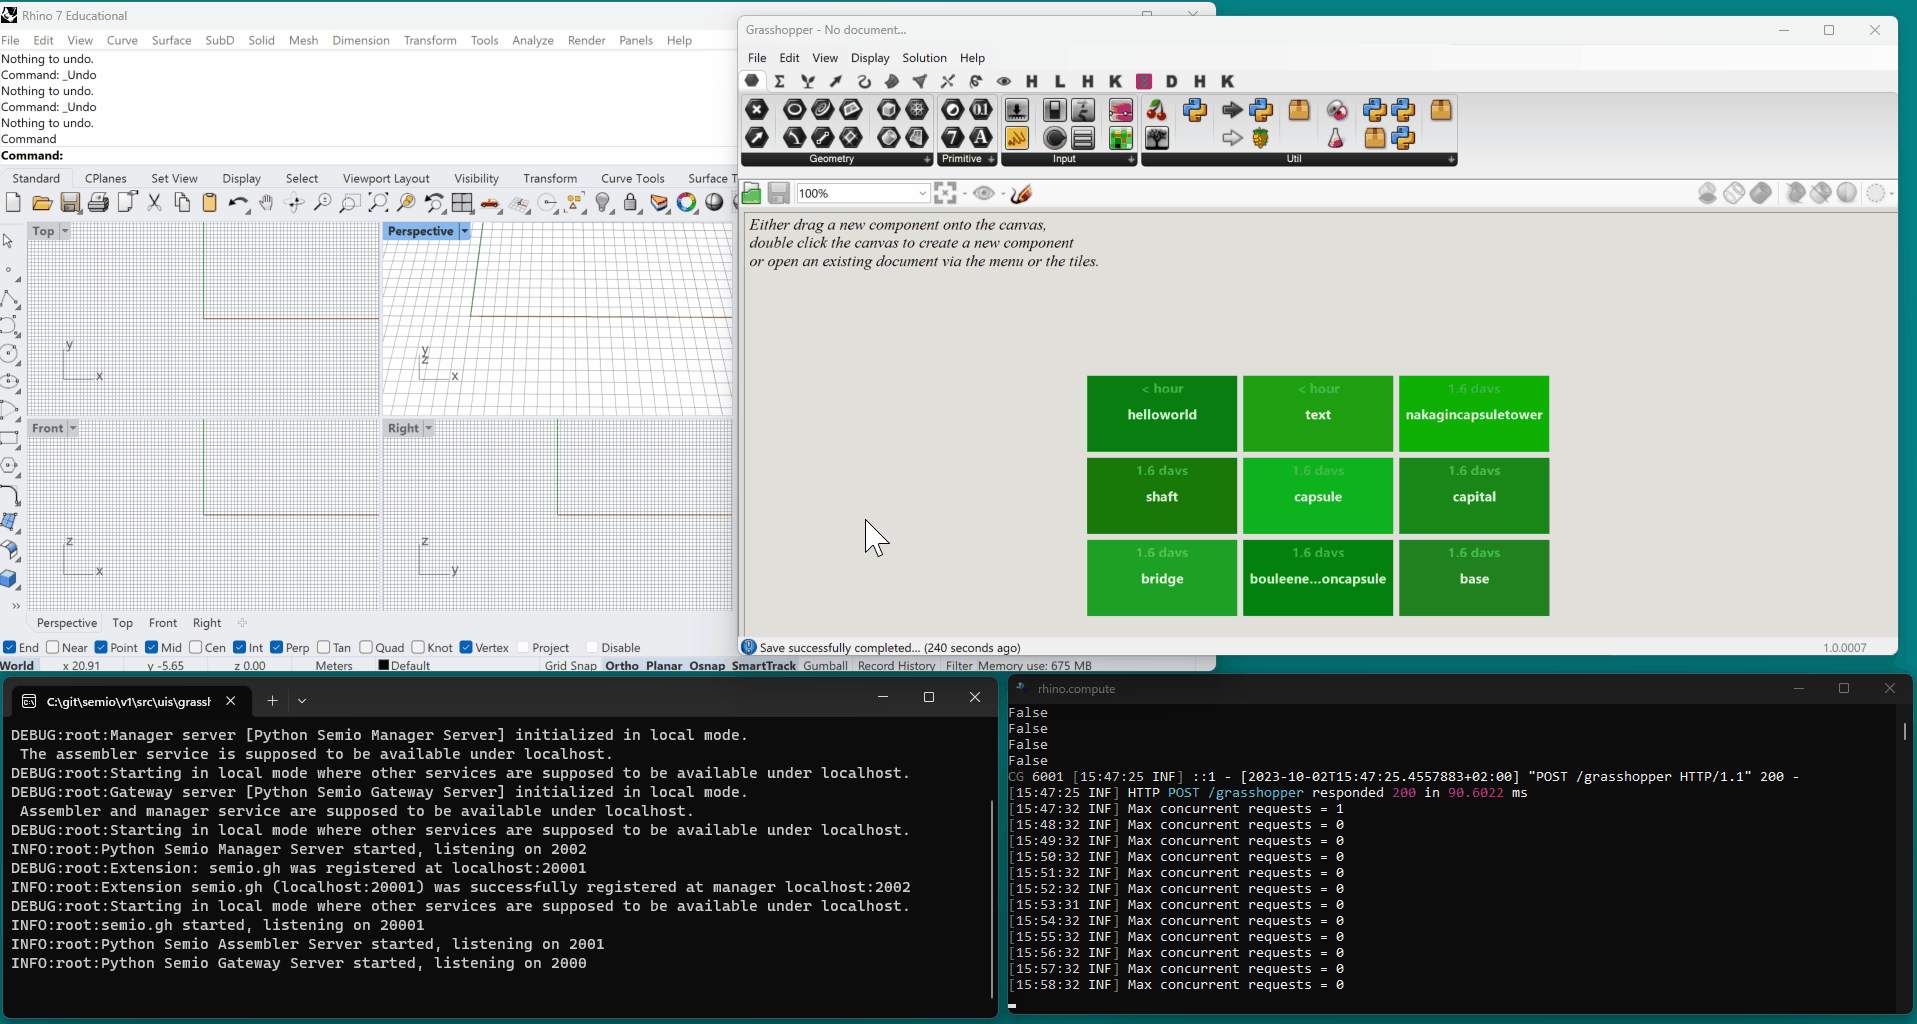 Rhino 7 Educational
File Edit View Curve Surface SubD Solid Mesh Dimension Transform Tools Analyze Render Panels Help
Nothing to undo.
Command: _Undo
Nothing to undo.
Command: _Undo
Nothing to undo.
Command
Command:
Standard CPlanes Set View Display Select Viewport Layout Visibility Transform Curve Tools Surface T
Top
Perspective
y
x
y
z
x
Front
Right
z
x
z
y
Perspective Top Front Right
End Near Point Mid Cen Int Perp Tan Quad Knot Vertex Project Disable
World x 20.91 y -5.65 z 0.00 Meters Default Grid Snap Ortho Planar Osnap SmartTrack Gumball Record History Filter Memory use: 675 MB
Grasshopper - No document...
File Edit View Display Solution Help
H L H K D H K
Geometry Primitive Input Util
100%
Either drag a new component onto the canvas,
double click the canvas to create a new component
or open an existing document via the menu or the tiles.
< hour < hour 1.6 days
helloworld text nakagincapsuletower
1.6 days 1.6 days 1.6 days
shaft capsule capital
1.6 days 1.6 days 1.6 days
bridge bouleene...oncapsule base
Save successfully completed... (240 seconds ago)
1.0.0007
C:\git\semio\v1\src\uis\grassh
DEBUG:root:Manager server [Python Semio Manager Server] initialized in local mode.
The assembler service is supposed to be available under localhost.
DEBUG:root:Starting in local mode where other services are supposed to be available under localhost.
DEBUG:root:Gateway server [Python Semio Gateway Server] initialized in local mode.
Assembler and manager service are supposed to be available under localhost.
DEBUG:root:Starting in local mode where other services are supposed to be available under localhost.
INFO:root:Python Semio Manager Server started, listening on 2002
DEBUG:root:Extension: semio.gh was registered at localhost:20001
INFO:root:Extension semio.gh (localhost:20001) was successfully registered at manager localhost:2002
DEBUG:root:Starting in local mode where other services are supposed to be available under localhost.
INFO:root:semio.gh started, listening on 20001
INFO:root:Python Semio Assembler Server started, listening on 2001
INFO:root:Python Semio Gateway Server started, listening on 2000
rhino.compute
False
False
False
False
CG 6001 [15:47:25 INF] ::1 - [2023-10-02T15:47:25.4557883+02:00] "POST /grasshopper HTTP/1.1" 200 -
[15:47:25 INF] HTTP POST /grasshopper responded 200 in 90.6022 ms
[15:47:32 INF] Max concurrent requests = 1
[15:48:32 INF] Max concurrent requests = 0
[15:49:32 INF] Max concurrent requests = 0
[15:50:32 INF] Max concurrent requests = 0
[15:51:32 INF] Max concurrent requests = 0
[15:52:32 INF] Max concurrent requests = 0
[15:53:31 INF] Max concurrent requests = 0
[15:54:32 INF] Max concurrent requests = 0
[15:55:32 INF] Max concurrent requests = 0
[15:56:32 INF] Max concurrent requests = 0
[15:57:32 INF] Max concurrent requests = 0
[15:58:32 INF] Max concurrent requests = 0